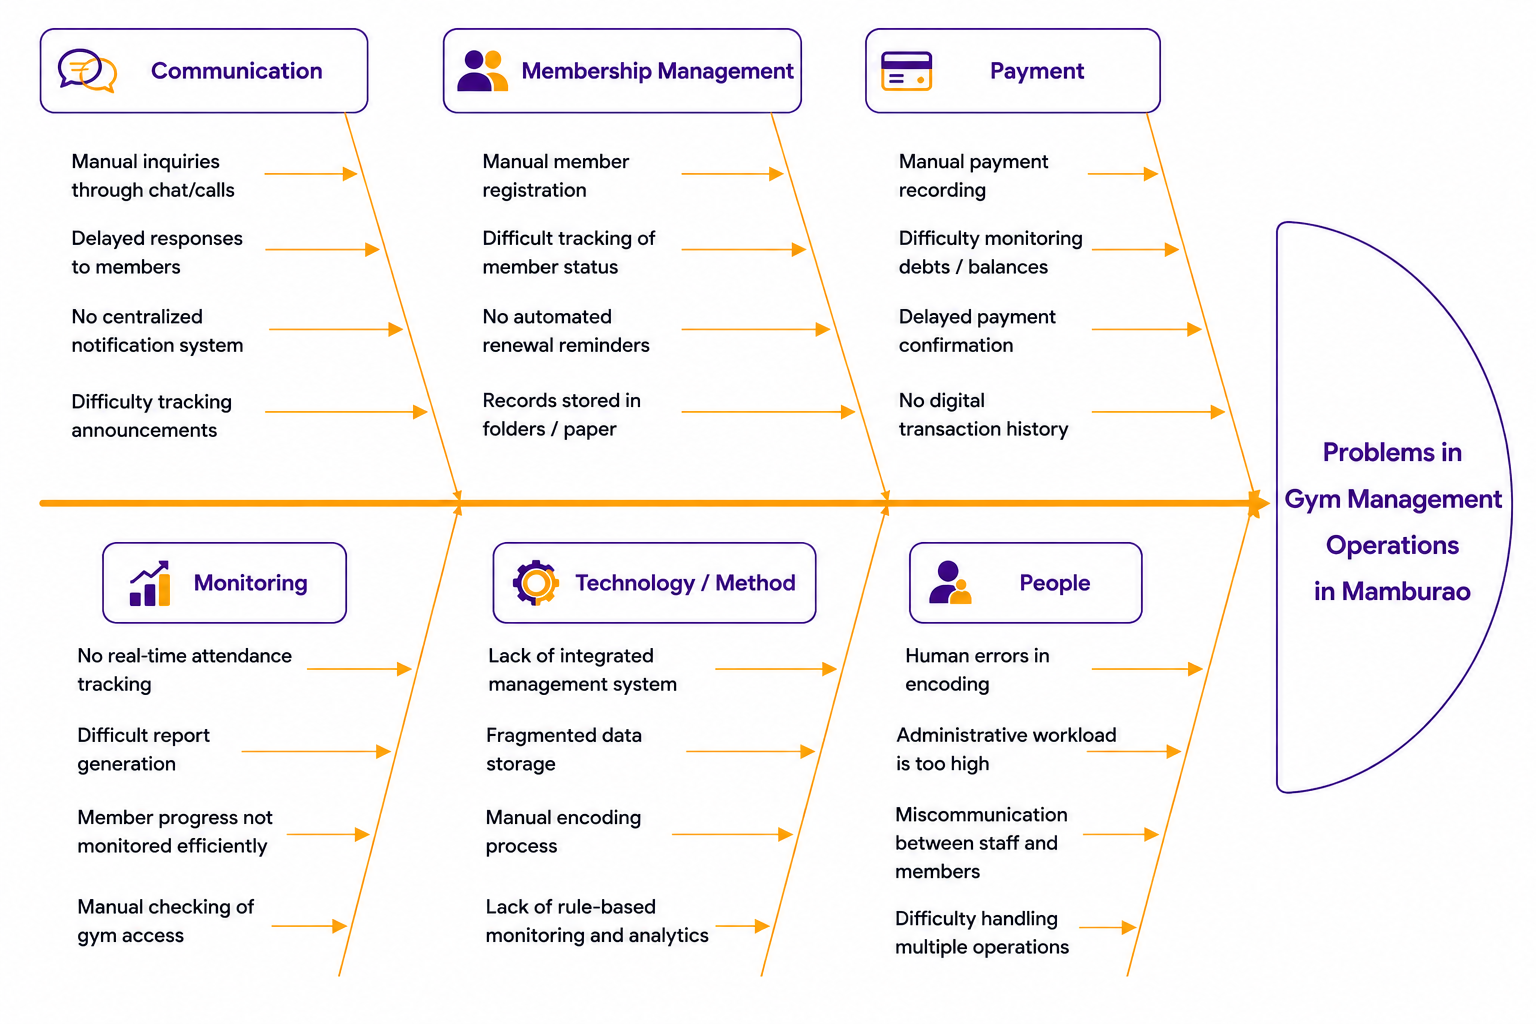 Communication
Manual inquiries
through chat/calls
Delayed responses
to members
No centralized
notification system
Difficulty tracking
announcements
Membership Management
Manual member
registration
Difficult tracking of
member status
No automated
renewal reminders
Records stored in
folders / paper
Payment
Manual payment
recording
Difficulty monitoring
debts / balances
Delayed payment
confirmation
No digital
transaction history
Monitoring
No real-time attendance
tracking
Difficult report
generation
Member progress not
monitored efficiently
Manual checking of
gym access
Technology / Method
Lack of integrated
management system
Fragmented data
storage
Manual encoding
process
Lack of rule-based
monitoring and analytics
People
Human errors in
encoding
Administrative workload
is too high
Miscommunication
between staff and
members
Difficulty handling
multiple operations
Problems in
Gym Management
Operations
in Mamburao